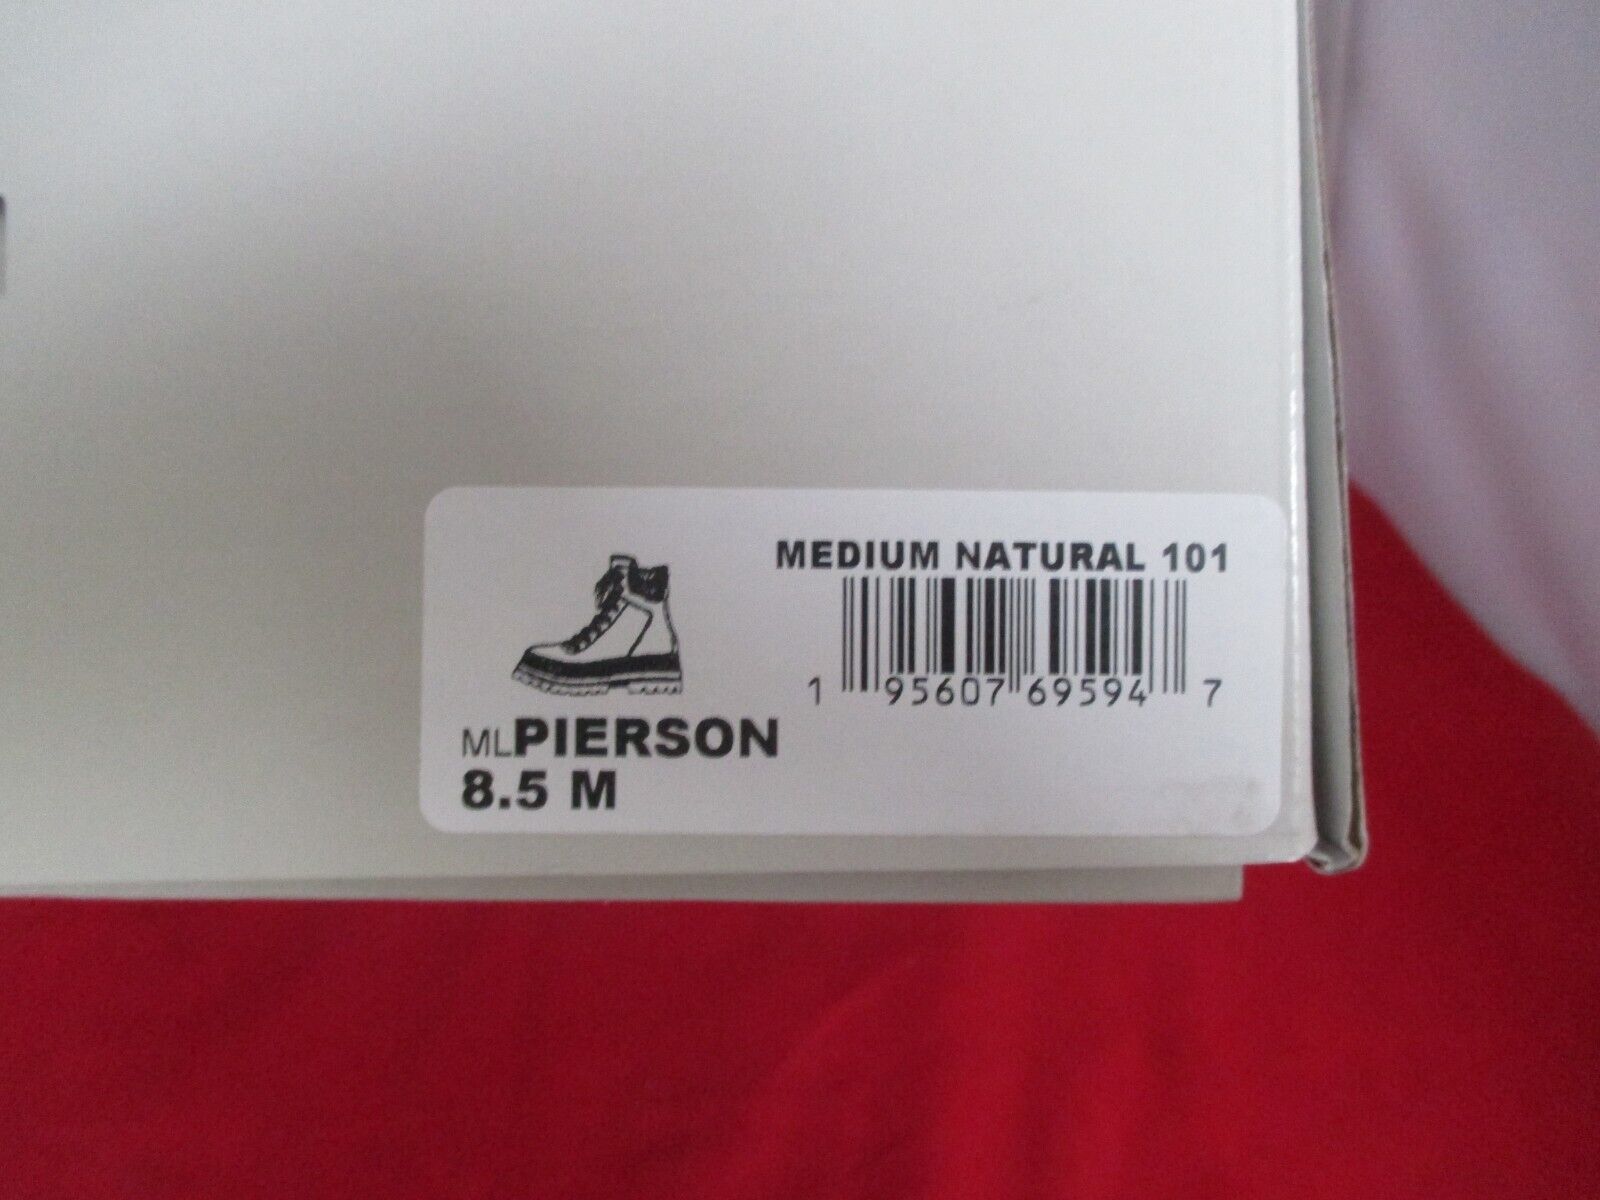 MEDIUM NATURAL 101
1 95607 69594 7
MLPIERSON
8.5 M